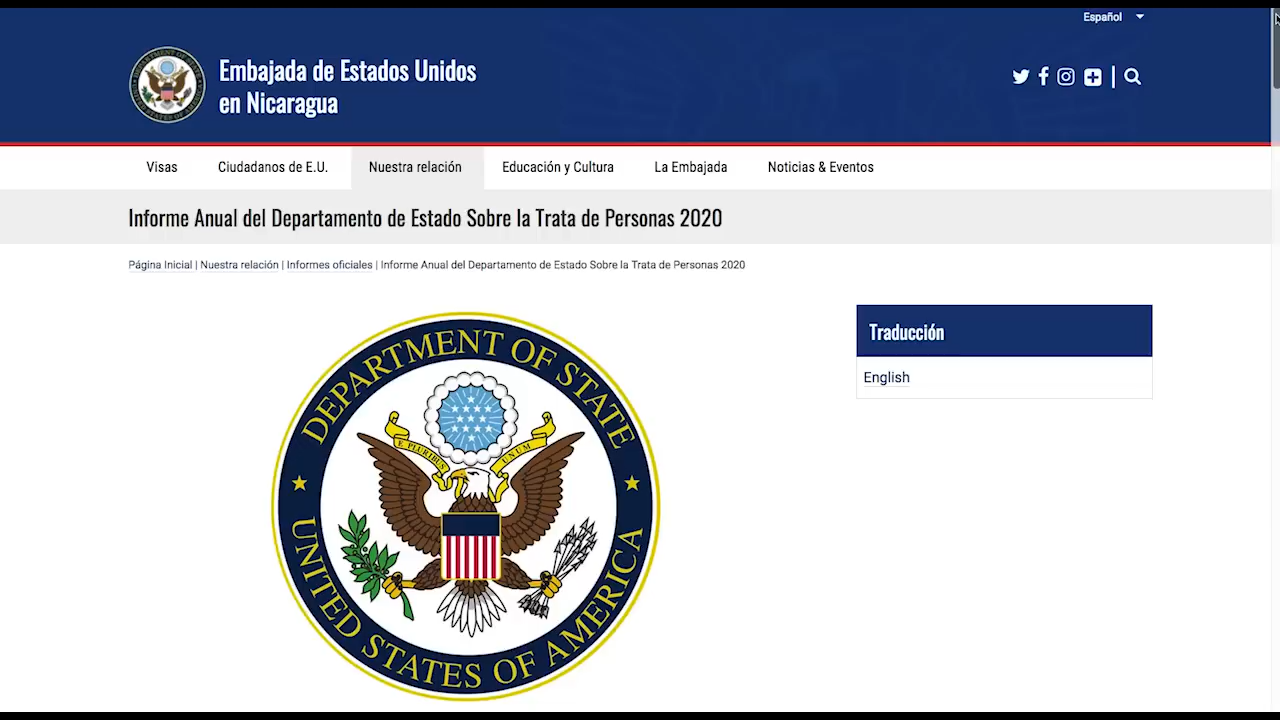 Español
Embajada de Estados Unidos
en Nicaragua
Visas
Ciudadanos de E.U.
Nuestra relación
Educación y Cultura
La Embajada
Noticias & Eventos
Informe Anual del Departamento de Estado Sobre la Trata de Personas 2020
Página Inicial | Nuestra relación | Informes oficiales | Informe Anual del Departamento de Estado Sobre la Trata de Personas 2020
DEPARTMENT OF STATE
E PLURIBUS UNUM
UNITED STATES OF AMERICA
Traducción
English